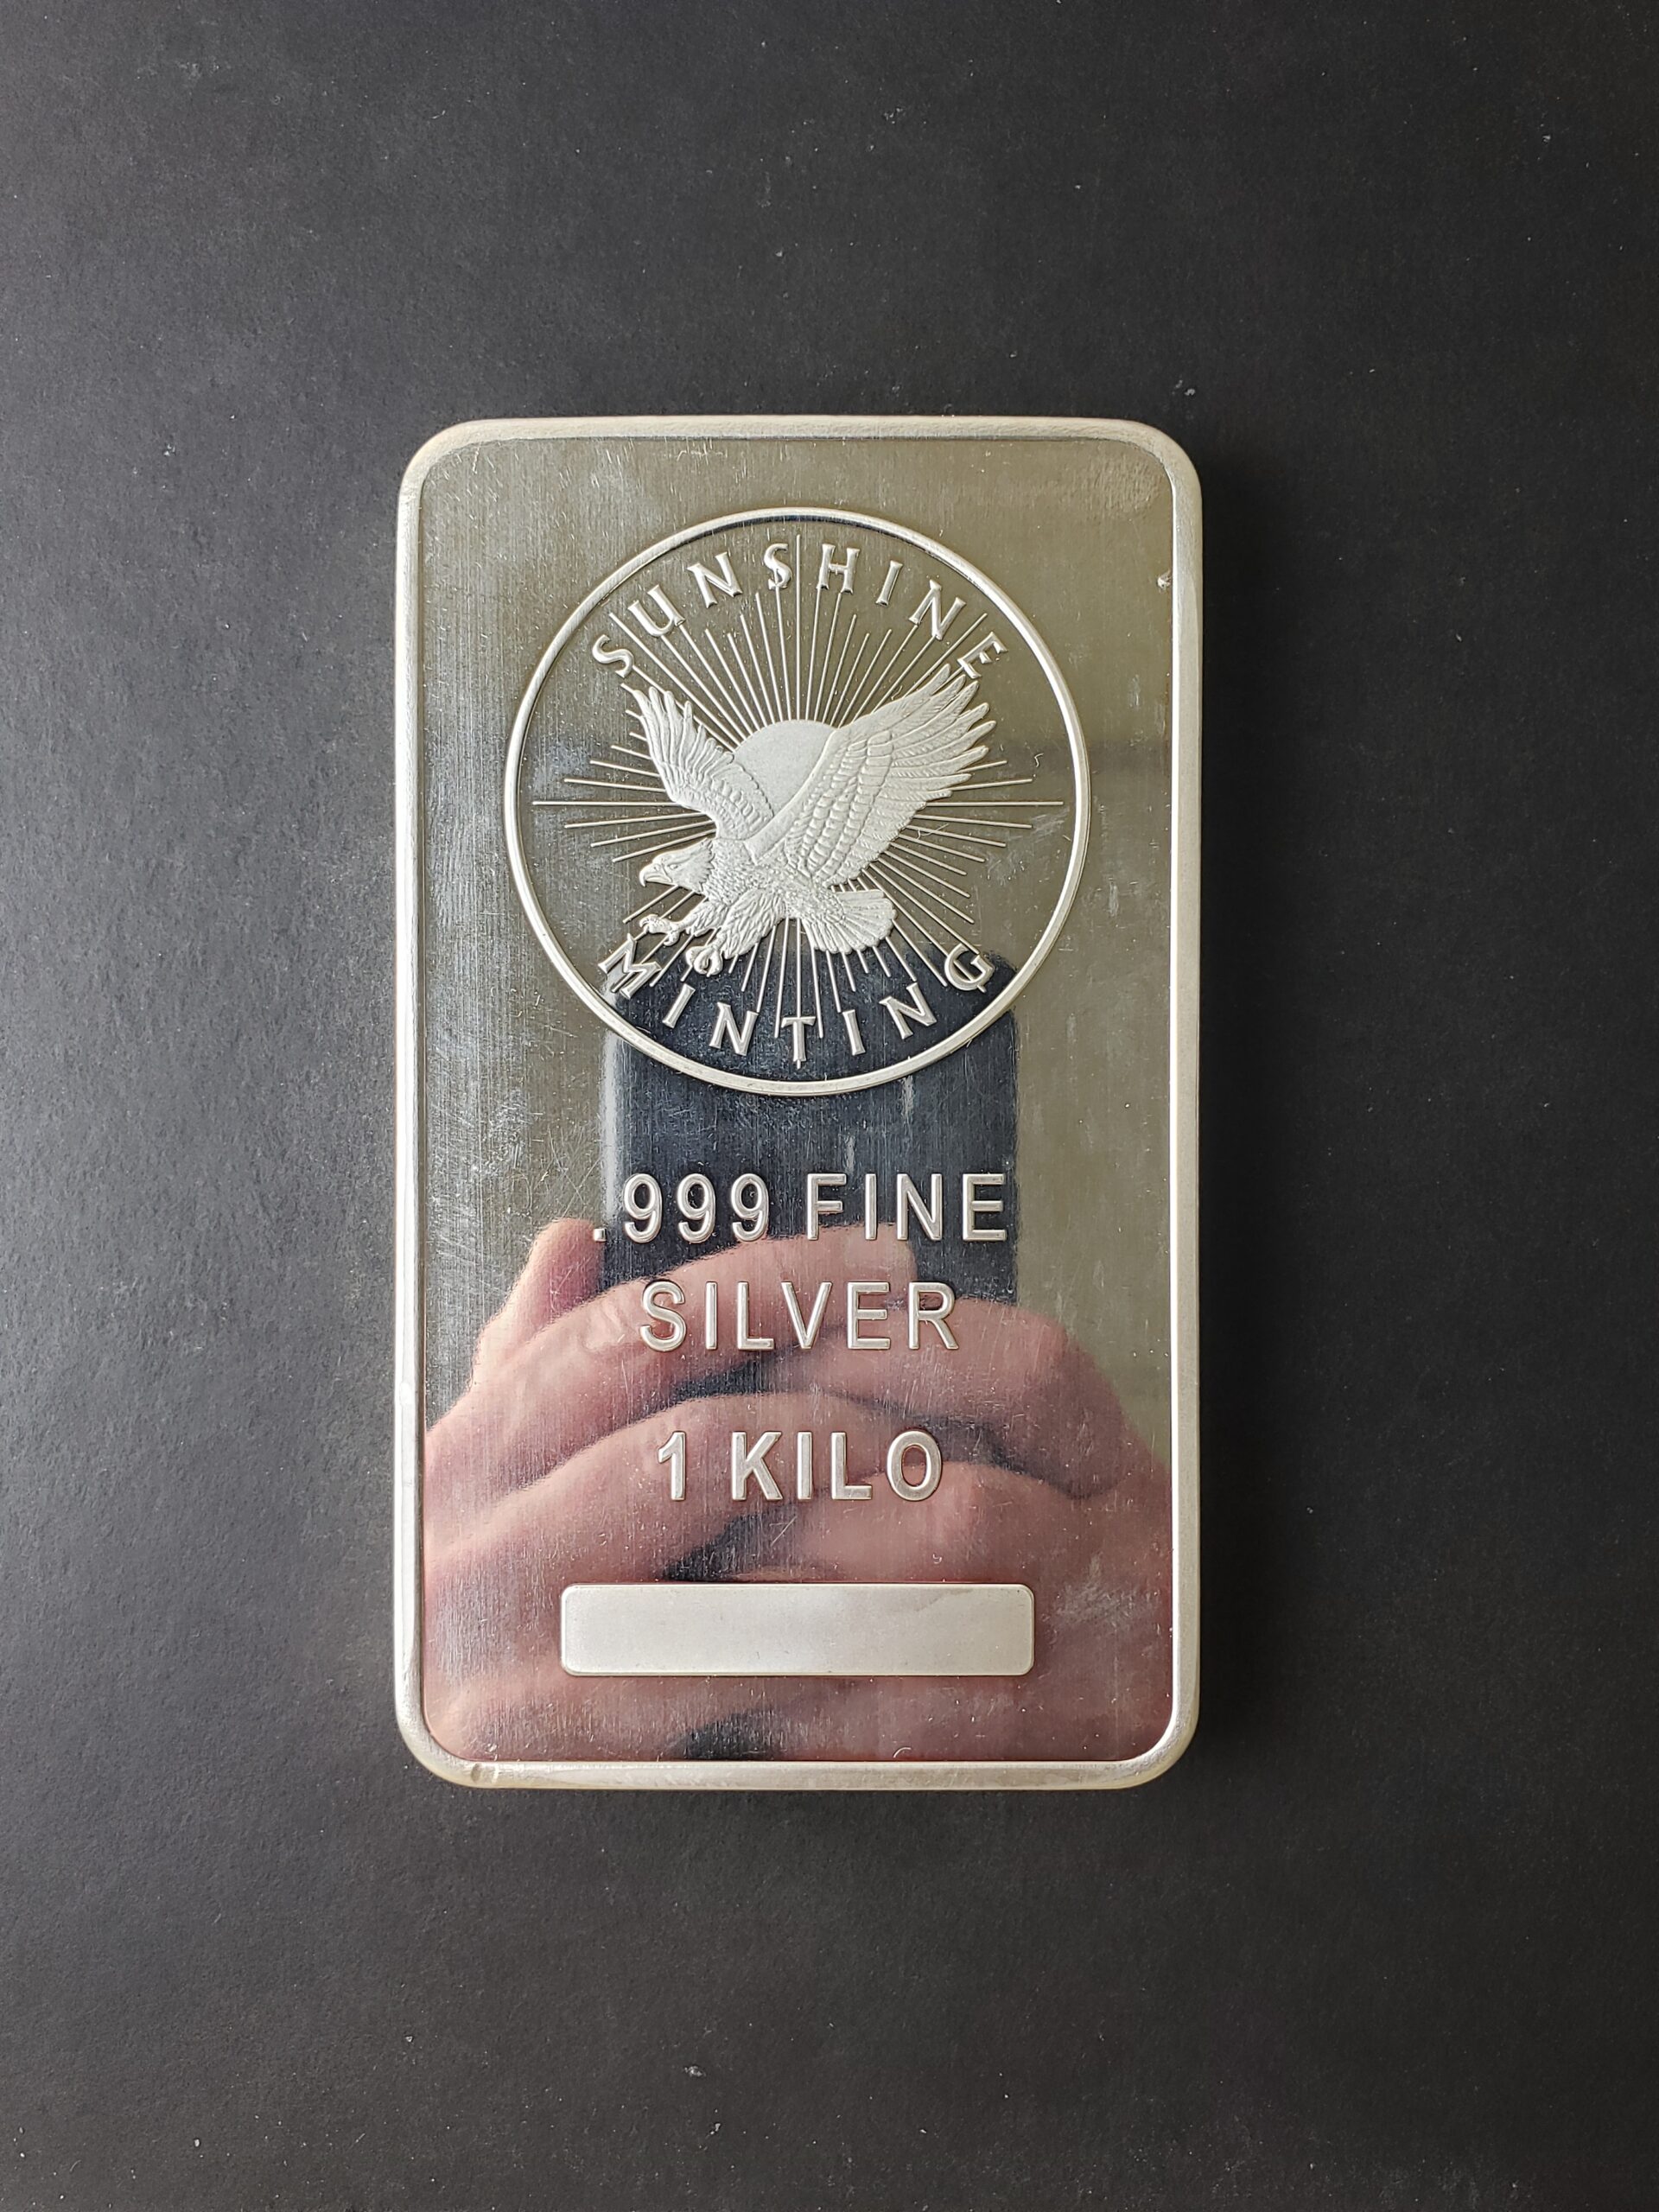 SUNSHINE
MINTING
.999 FINE
SILVER
1 KILO